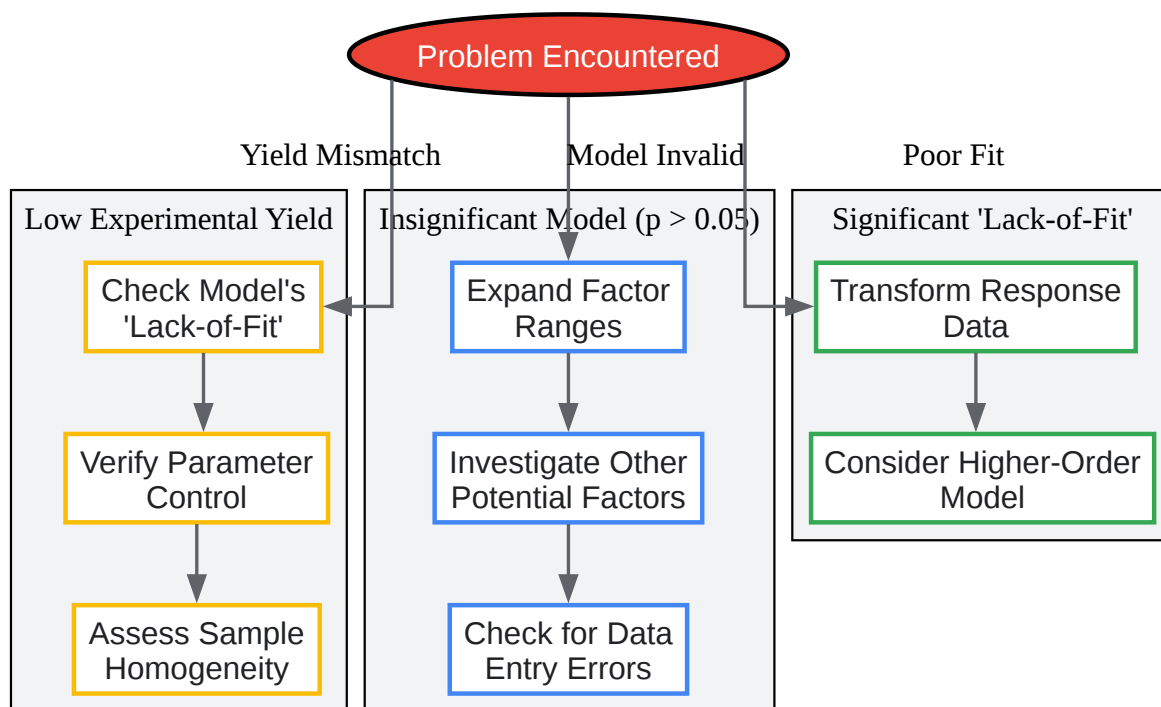 Problem Encountered
Yield Mismatch
Model Invalid
Poor Fit
Low Experimental Yield
Check Model's
'Lack-of-Fit'
Verify Parameter
Control
Assess Sample
Homogeneity
Insignificant Model (p > 0.05)
Expand Factor
Ranges
Investigate Other
Potential Factors
Check for Data
Entry Errors
Significant 'Lack-of-Fit'
Transform Response
Data
Consider Higher-Order
Model